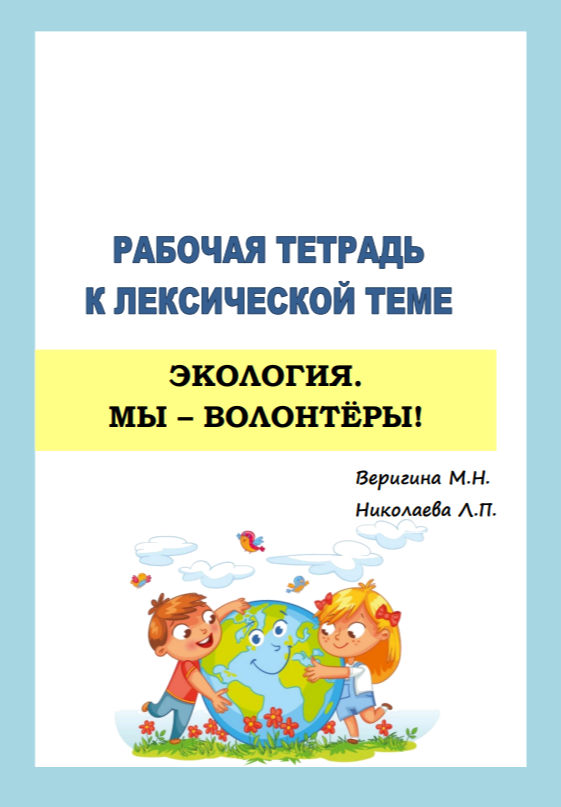 РАБОЧАЯ ТЕТРАДЬ
К ЛЕКСИЧЕСКОЙ ТЕМЕ
ЭКОЛОГИЯ.
МЫ – ВОЛОНТЁРЫ!
Веригина М.Н.
Николаева Л.П.